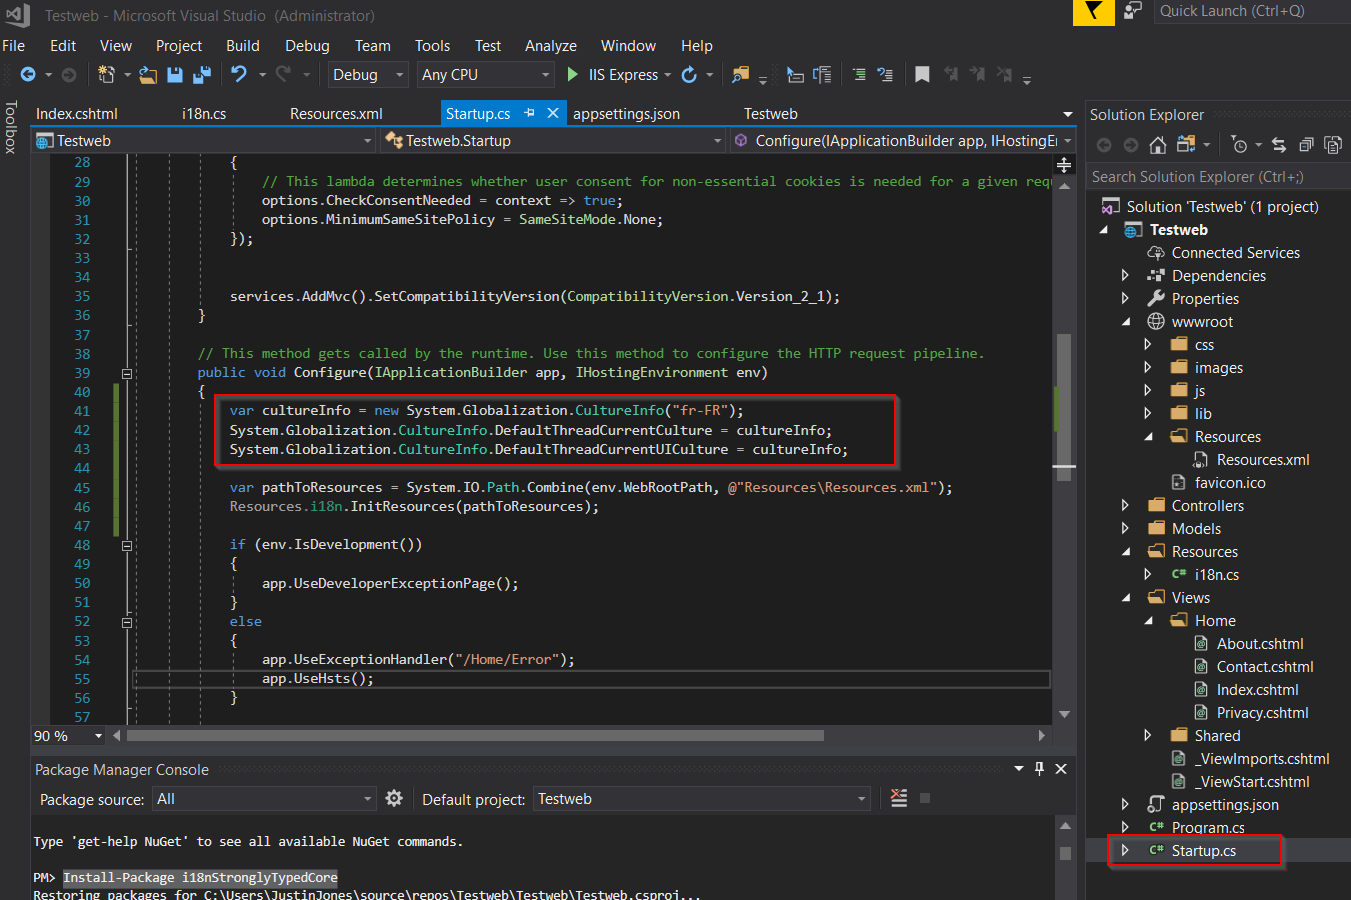 Testweb - Microsoft Visual Studio (Administrator)
Quick Launch (Ctrl+Q)
File Edit View Project Build Debug Team Tools Test Analyze Window Help
Debug Any CPU IIS Express
Toolbox
Index.cshtml i18n.cs Resources.xml Startup.cs appsettings.json Testweb
Testweb Testweb.Startup Configure(IApplicationBuilder app, IHostingEn
28 {
29 // This lambda determines whether user consent for non-essential cookies is needed for a given requ
30 options.CheckConsentNeeded = context => true;
31 options.MinimumSameSitePolicy = SameSiteMode.None;
32 });
33
34
35 services.AddMvc().SetCompatibilityVersion(CompatibilityVersion.Version_2_1);
36 }
37
38 // This method gets called by the runtime. Use this method to configure the HTTP request pipeline.
39 public void Configure(IApplicationBuilder app, IHostingEnvironment env)
40 {
41 var cultureInfo = new System.Globalization.CultureInfo("fr-FR");
42 System.Globalization.CultureInfo.DefaultThreadCurrentCulture = cultureInfo;
43 System.Globalization.CultureInfo.DefaultThreadCurrentUICulture = cultureInfo;
44
45 var pathToResources = System.IO.Path.Combine(env.WebRootPath, @"Resources\Resources.xml");
46 Resources.i18n.InitResources(pathToResources);
47
48 if (env.IsDevelopment())
49 {
50 app.UseDeveloperExceptionPage();
51 }
52 else
53 {
54 app.UseExceptionHandler("/Home/Error");
55 app.UseHsts();
56 }
57
90 %
Package Manager Console
Package source: All Default project: Testweb
Type 'get-help NuGet' to see all available NuGet commands.
PM> Install-Package i18nStronglyTypedCore
Restoring packages for C:\Users\JustinJones\source\repos\Testweb\Testweb\Testweb.csproj...
Solution Explorer
Search Solution Explorer (Ctrl+;)
Solution 'Testweb' (1 project)
Testweb
Connected Services
Dependencies
Properties
wwwroot
css
images
js
lib
Resources
Resources.xml
favicon.ico
Controllers
Models
Resources
C# i18n.cs
Views
Home
About.cshtml
Contact.cshtml
Index.cshtml
Privacy.cshtml
Shared
_ViewImports.cshtml
_ViewStart.cshtml
appsettings.json
C# Program.cs
C# Startup.cs